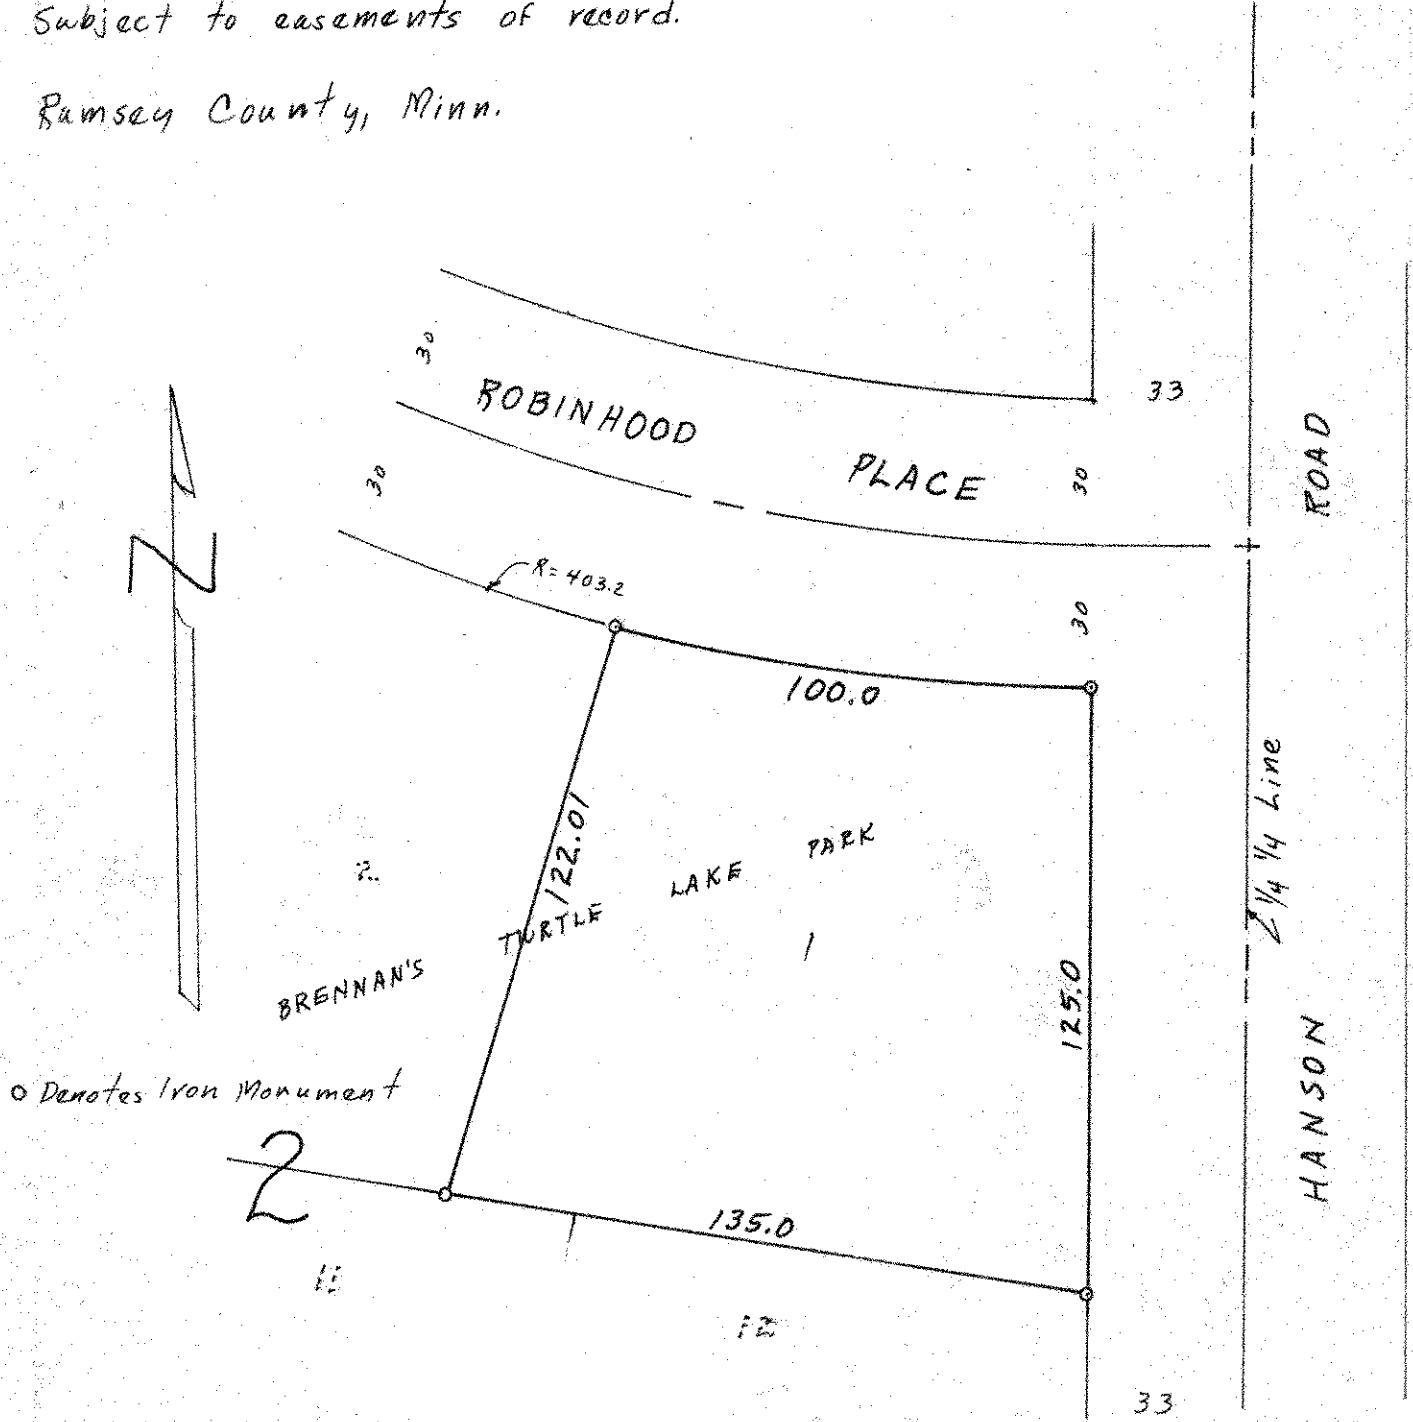 Subject to easements of record.
Ramsey County, Minn.
30
ROBINHOOD PLACE
33
30
30
ROAD
R=403.2
30
N
100.0
122.01
¼ ¼ Line
2
BRENNAN'S TURTLE LAKE PARK
1
125.0
HANSON
o Denotes Iron Monument
2
135.0
11
12
33